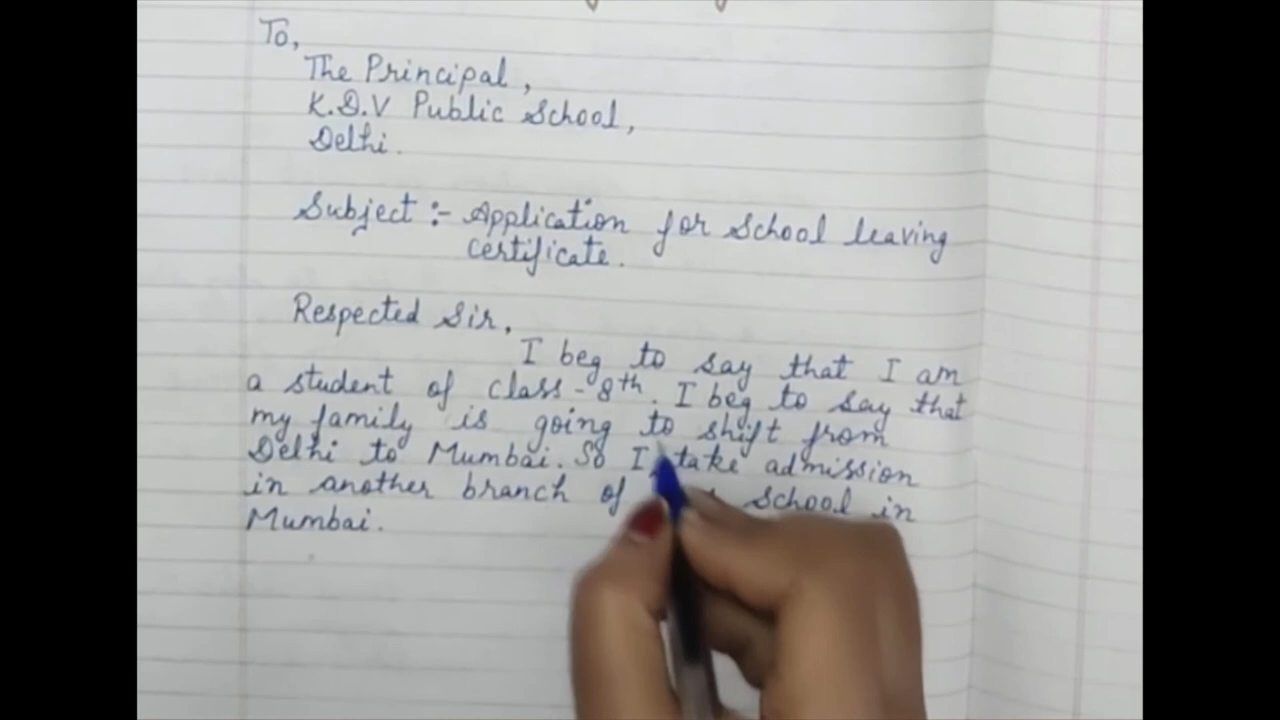 To,
The Principal,
K.D.V Public School,
Delhi.
Subject :- Application for School leaving
certificate.
Respected Sir,
I beg to say that I am
a student of class - 8th. I beg to say that
my family is going to shift from
Delhi to Mumbai. So I take admission
in another branch of School in
Mumbai.